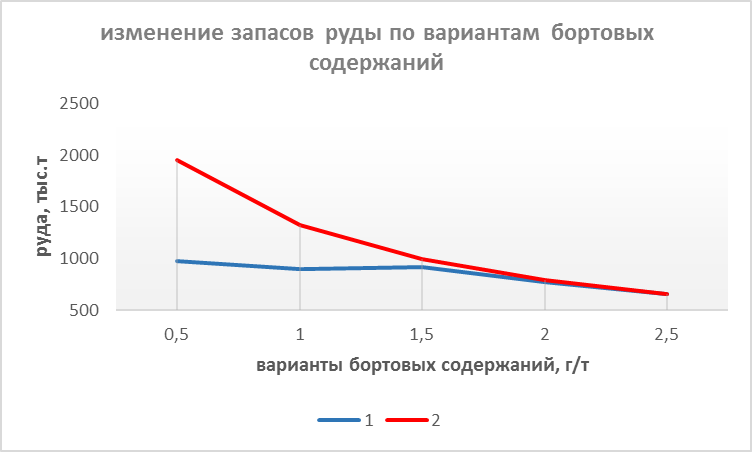 изменение запасов руды по вариантам бортовых
содержаний
2500
2000
1500
1000
500
руда, тыс.т
0,5 1 1,5 2 2,5
варианты бортовых содержаний, г/т
1 2